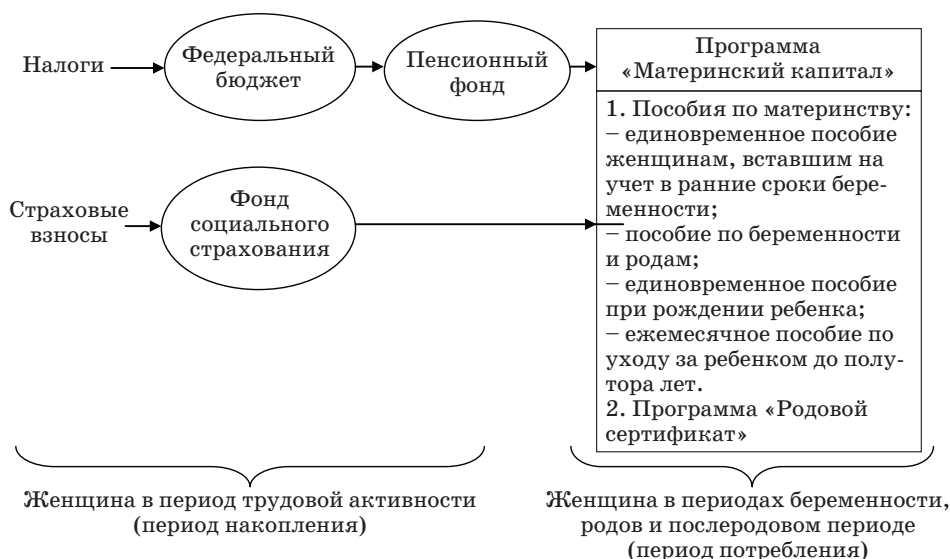 Налоги
Федеральный
бюджет
Пенсионный
фонд
Программа
«Материнский капитал»
Страховые
взносы
Фонд
социального
страхования
1. Пособия по материнству:
– единовременное пособие
женщинам, вставшим на
учет в ранние сроки бере-
менности;
– пособие по беременности
и родам;
– единовременное пособие
при рождении ребенка;
– ежемесячное пособие по
уходу за ребенком до полу-
тора лет.
2. Программа «Родовой
сертификат»
Женщина в период трудовой активности
(период накопления)
Женщина в периодах беременности,
родов и послеродовом периоде
(период потребления)